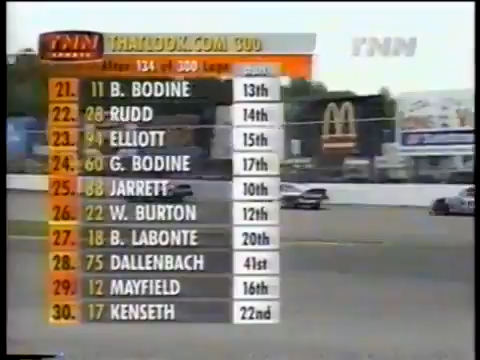 TNN
SPORTS
THATLOOK.COM 300
TNN
After 134 of 300 Laps
START
21. 11 B. BODINE 13th
22. 28 RUDD 14th
23. 94 ELLIOTT 15th
24. 60 G. BODINE 17th
25. 88 JARRETT 10th
26. 22 W. BURTON 12th
27. 18 B. LABONTE 20th
28. 75 DALLENBACH 41st
29. 12 MAYFIELD 16th
30. 17 KENSETH 22nd